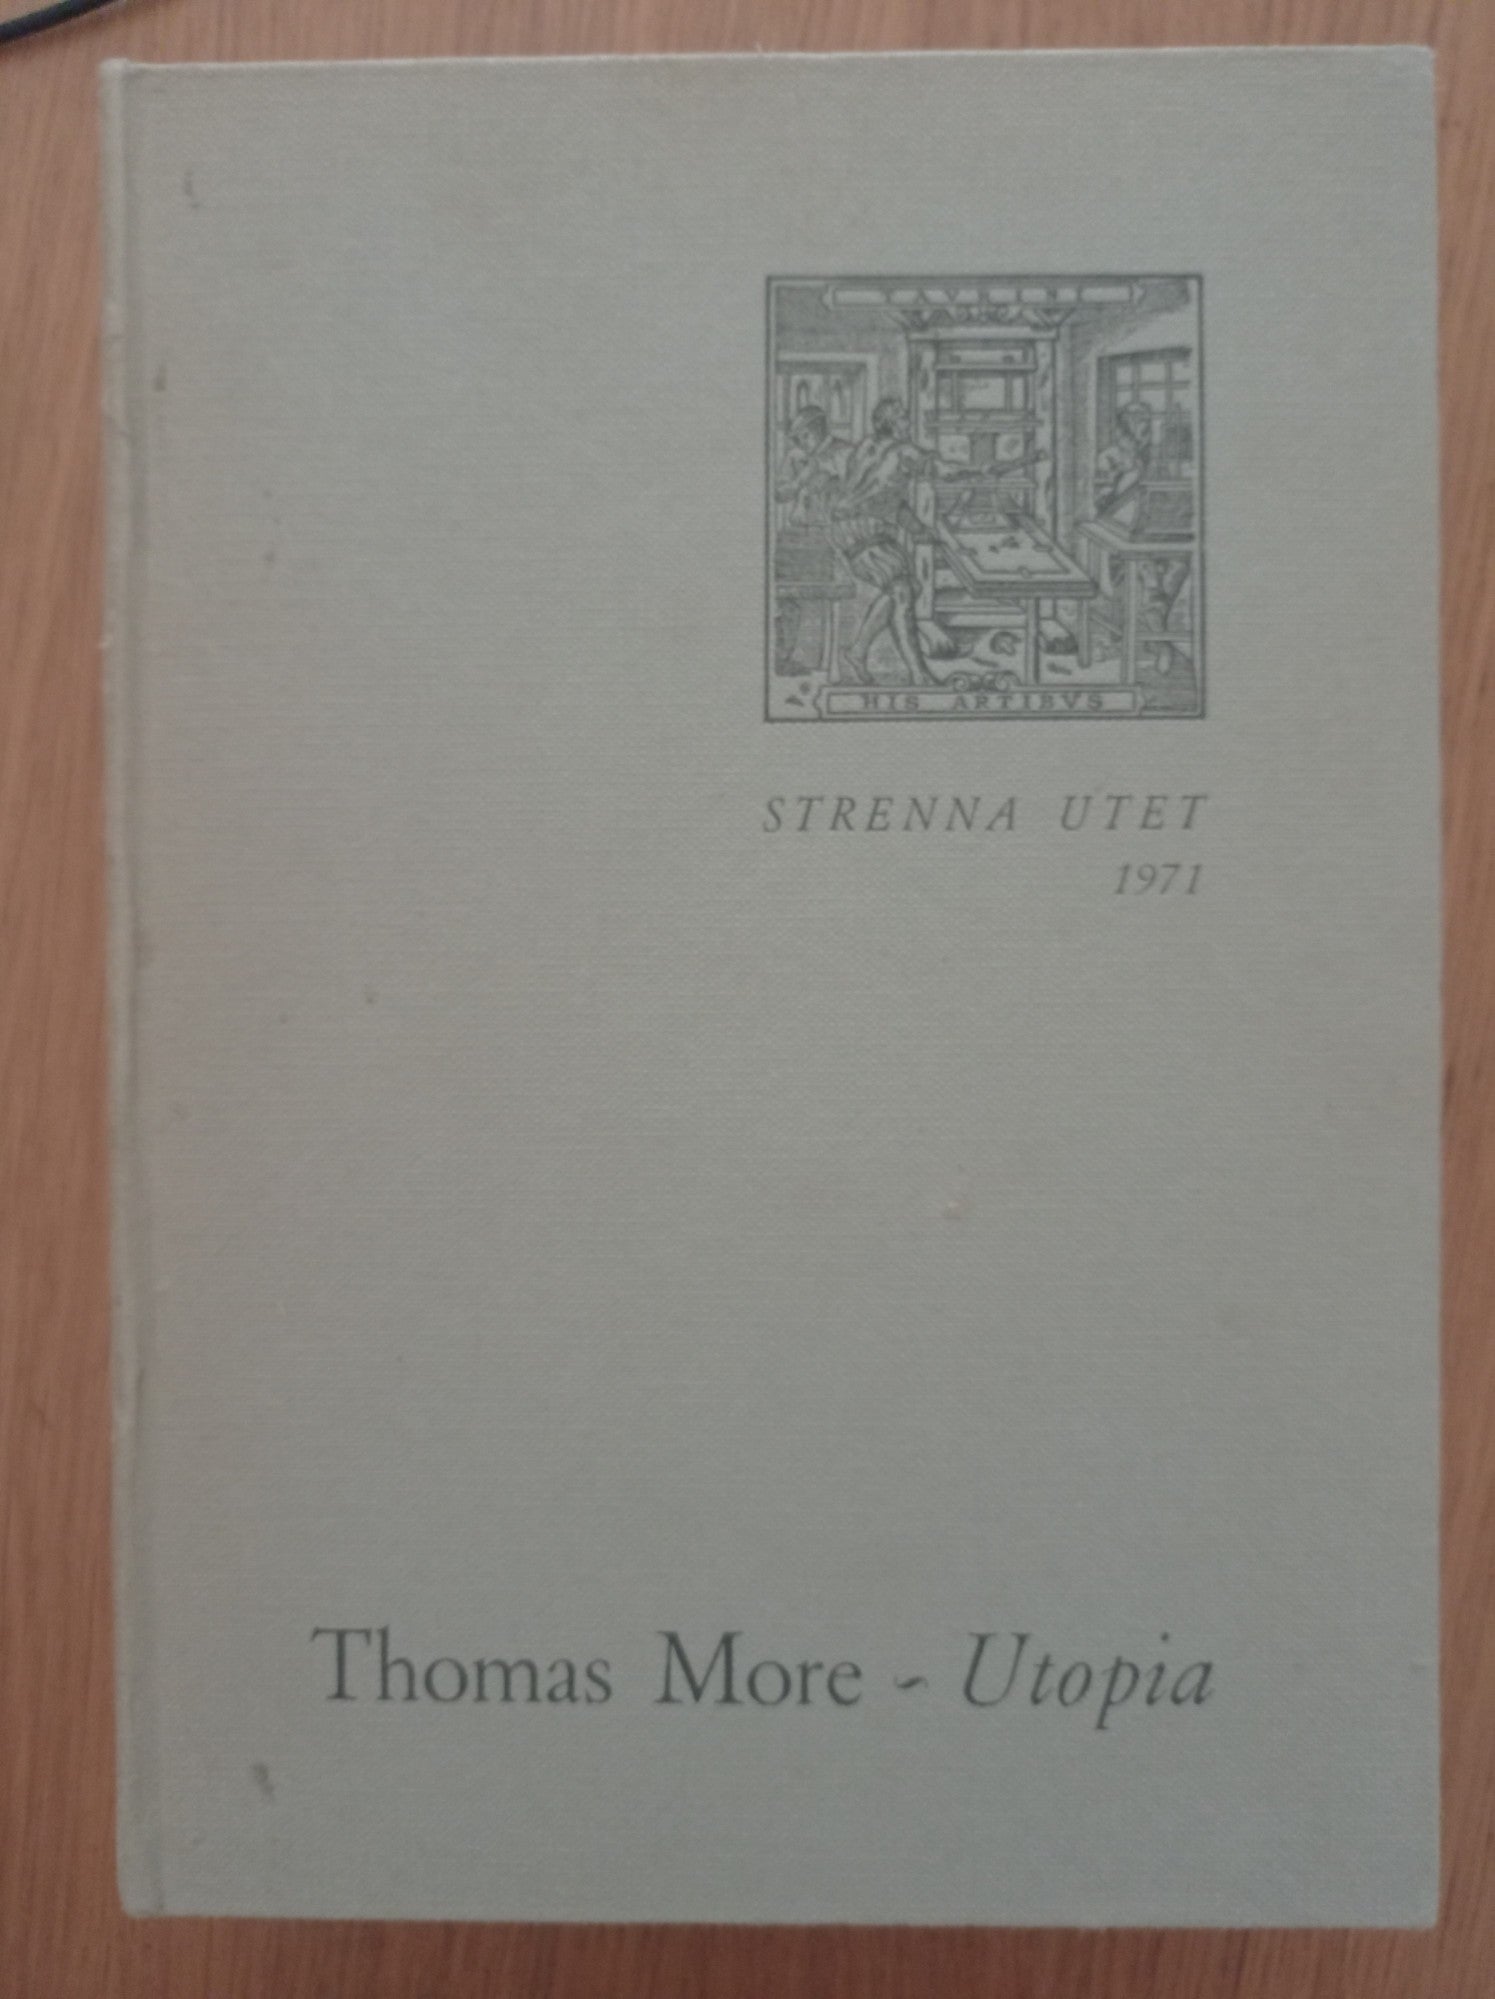 HIS ARTIBVS
STRENNA UTET
1971
Thomas More ~ Utopia